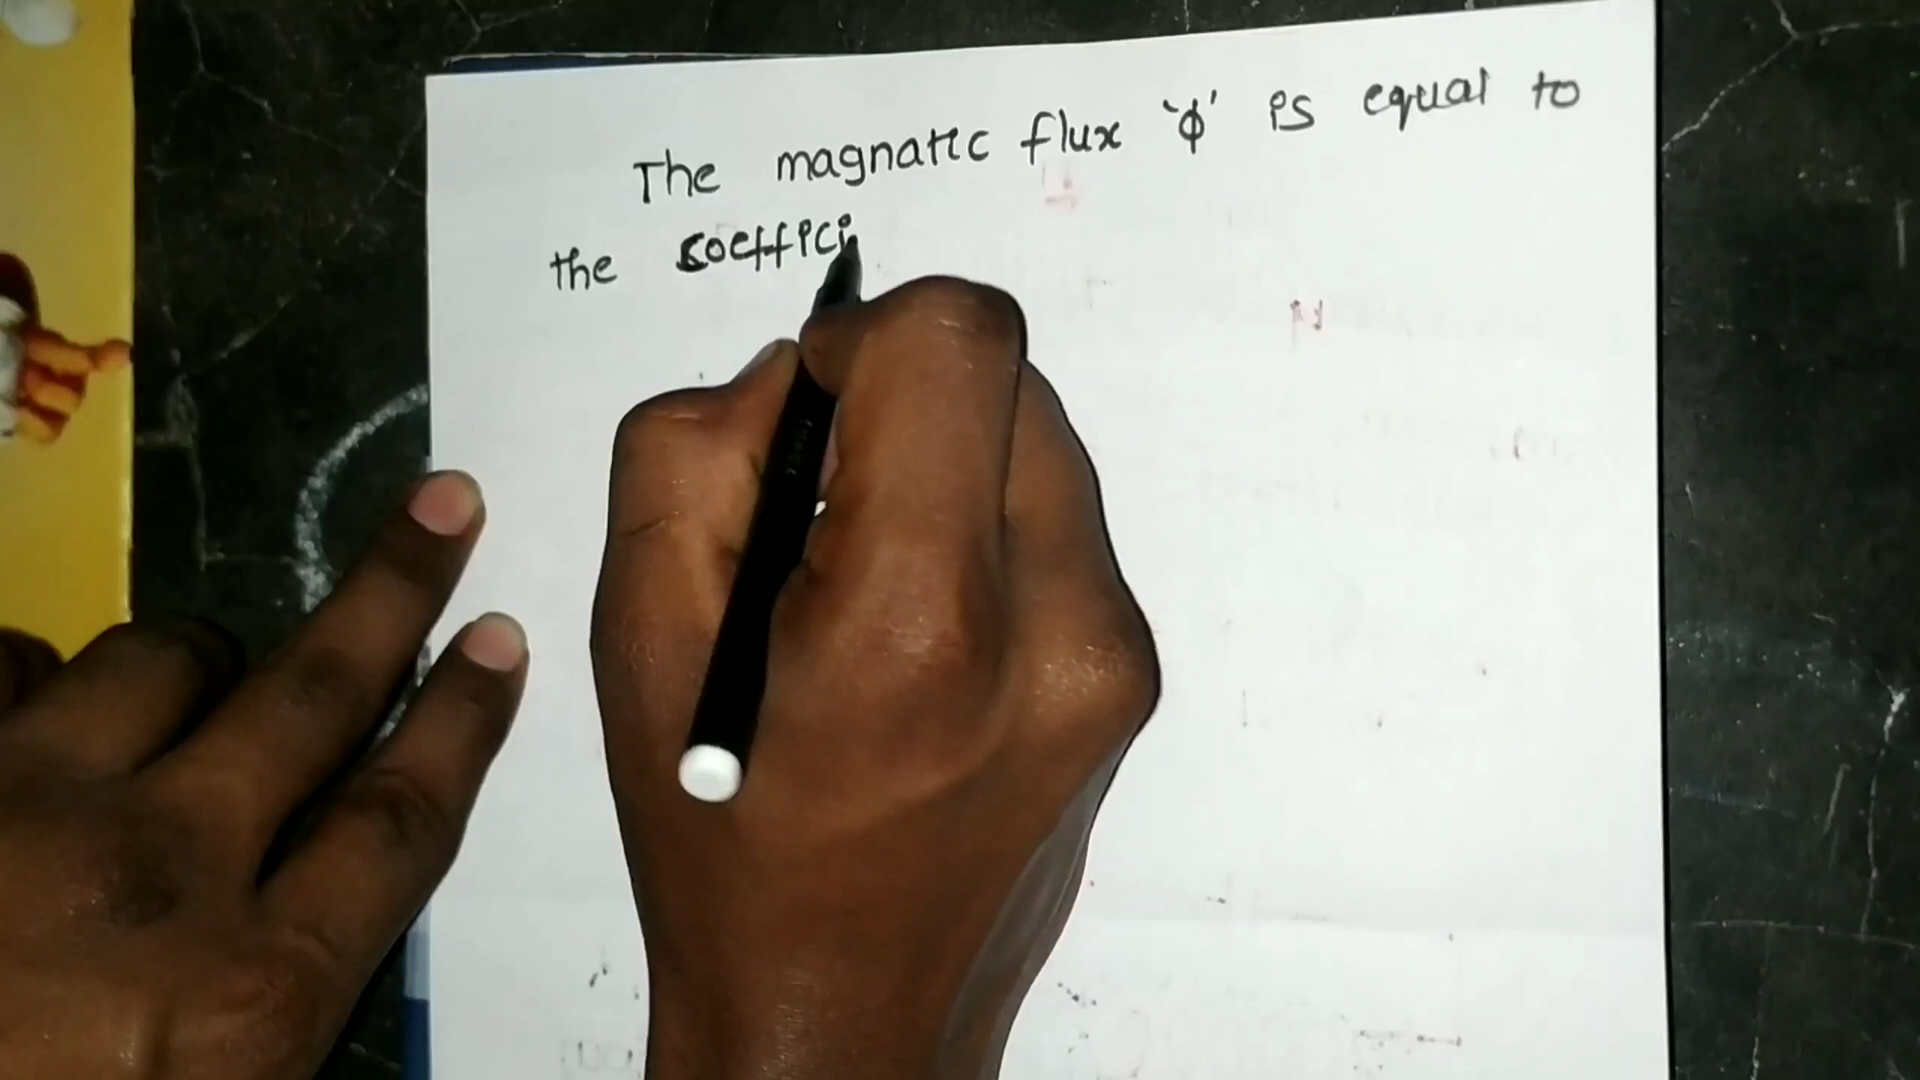 The magnatic flux 'ϕ' is equal to
the coeffici